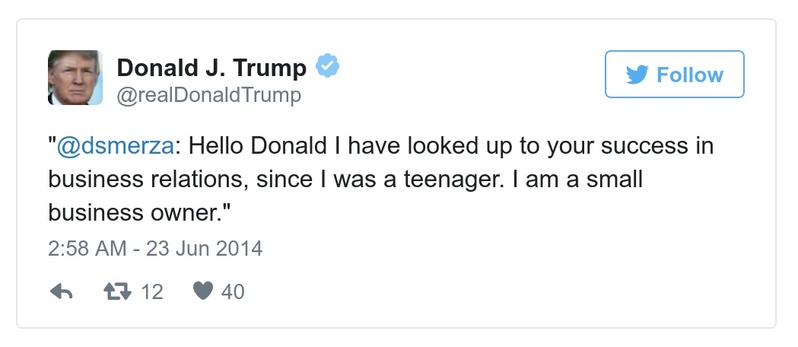 Donald J. Trump
@realDonaldTrump
Follow
"@dsmerza: Hello Donald I have looked up to your success in
business relations, since I was a teenager. I am a small
business owner."
2:58 AM - 23 Jun 2014
12 40